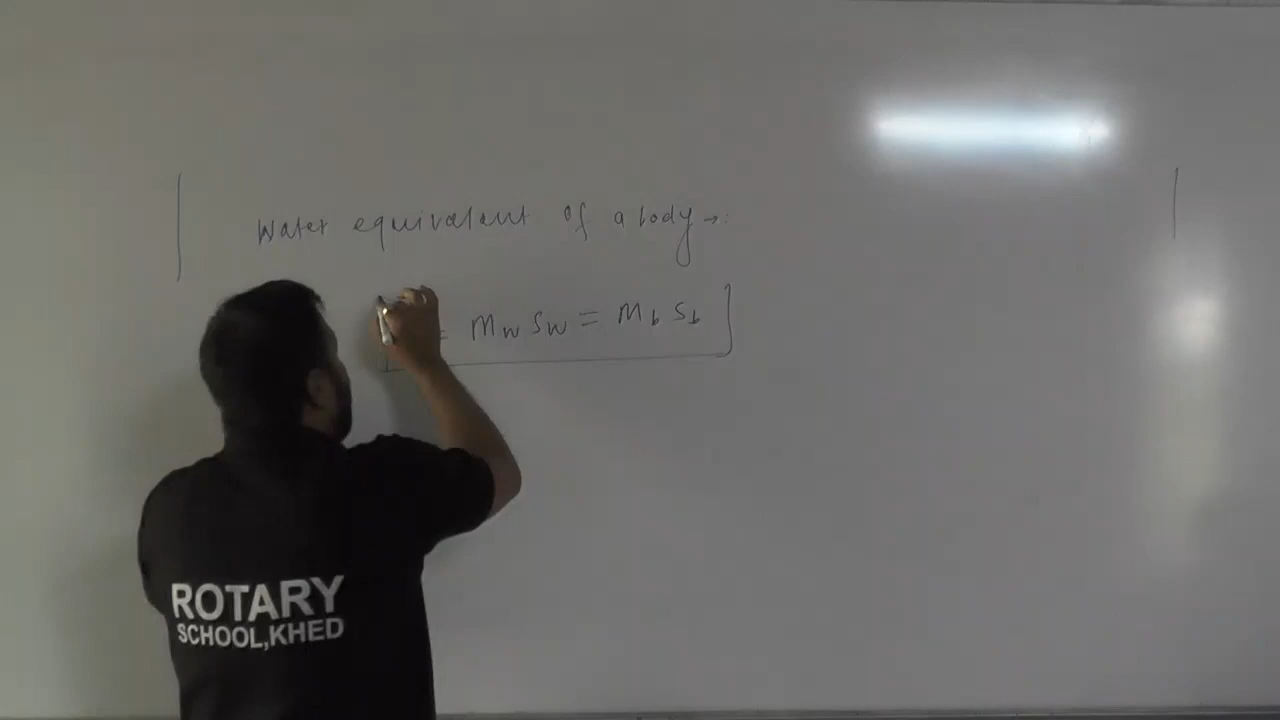 Water equivalent of a body →
= mw sw = mb sb
ROTARY
SCHOOL,KHED